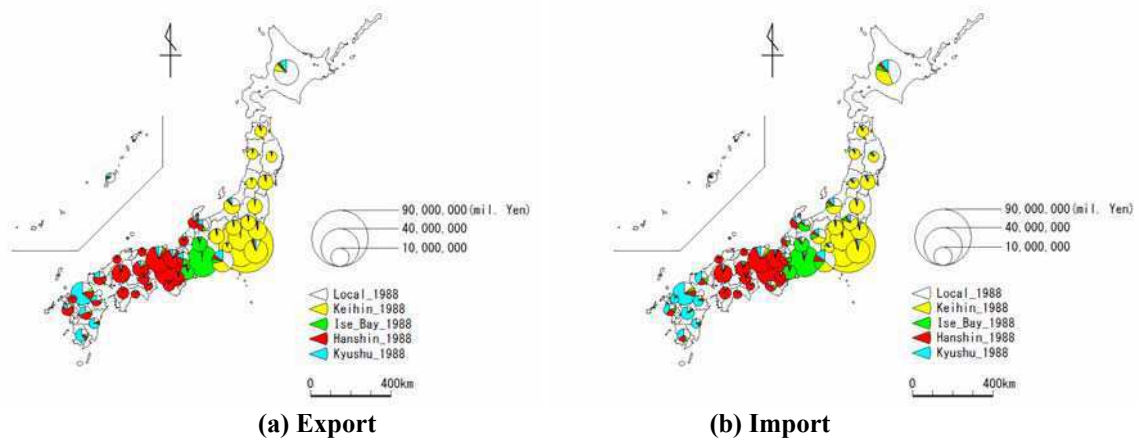 90,000,000(mil. Yen)
40,000,000
10,000,000
Local_1988
Keihin_1988
Ise_Bay_1988
Hanshin_1988
Kyushu_1988
0 400km
(a) Export
90,000,000(mil. Yen)
40,000,000
10,000,000
Local_1988
Keihin_1988
Ise_Bay_1988
Hanshin_1988
Kyushu_1988
0 400km
(b) Import